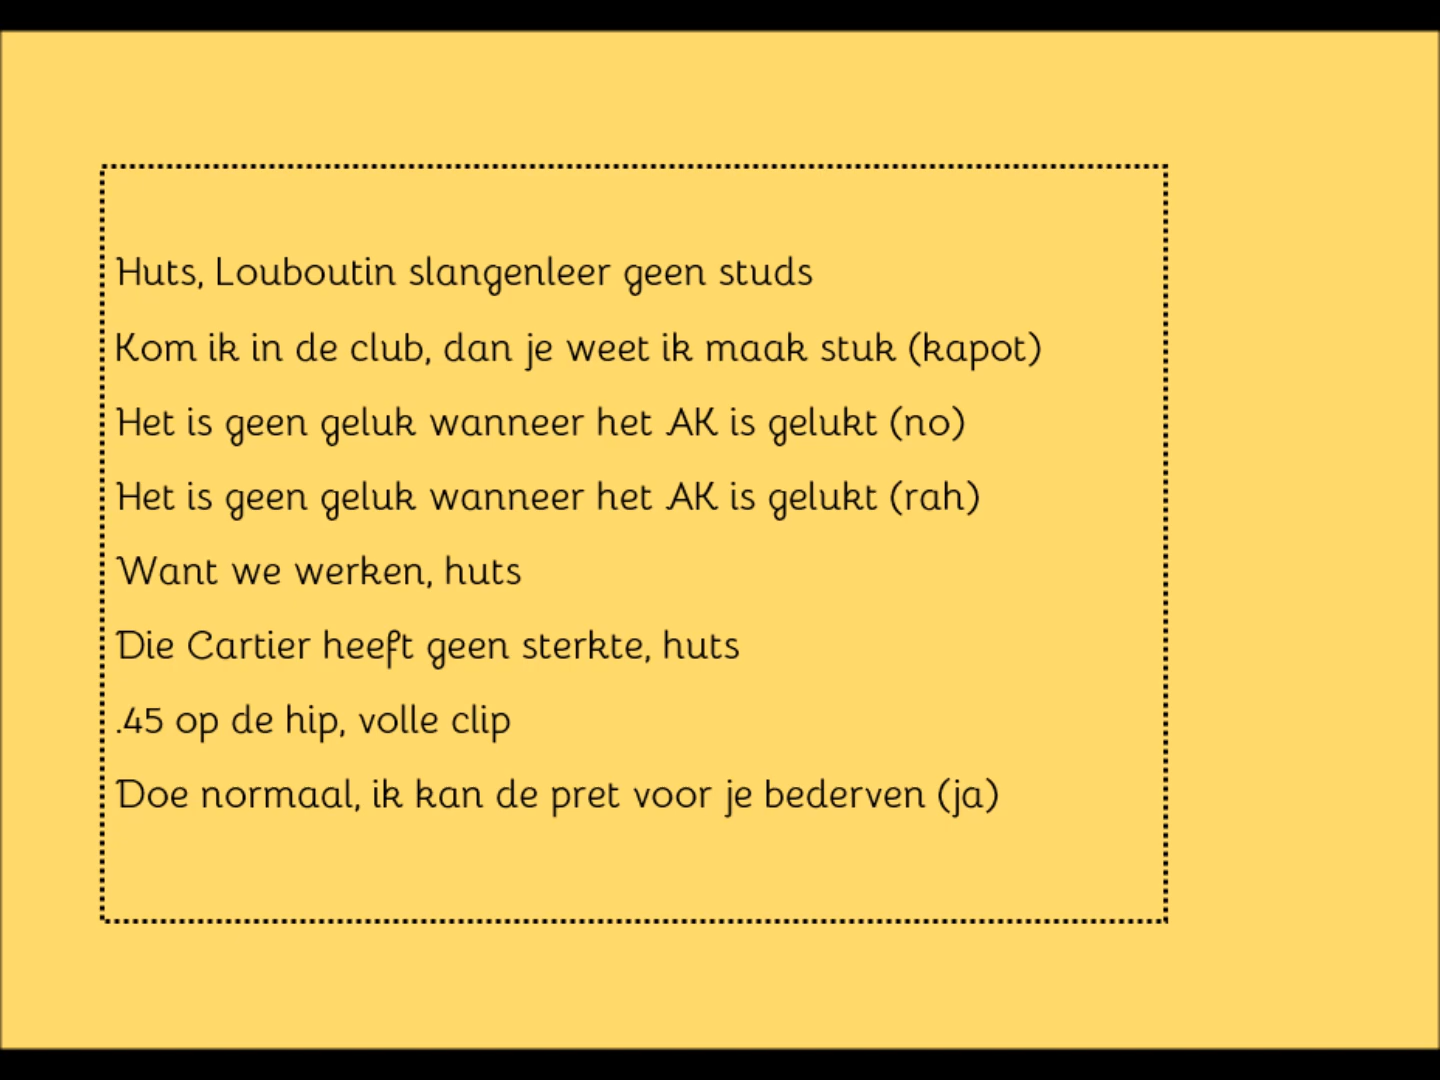 Huts, Louboutin slangenleer geen studs
Kom ik in de club, dan je weet ik maak stuk (kapot)
Het is geen geluk wanneer het AK is gelukt (no)
Het is geen geluk wanneer het AK is gelukt (rah)
Want we werken, huts
Die Cartier heeft geen sterkte, huts
.45 op de hip, volle clip
Doe normaal, ik kan de pret voor je bederven (ja)